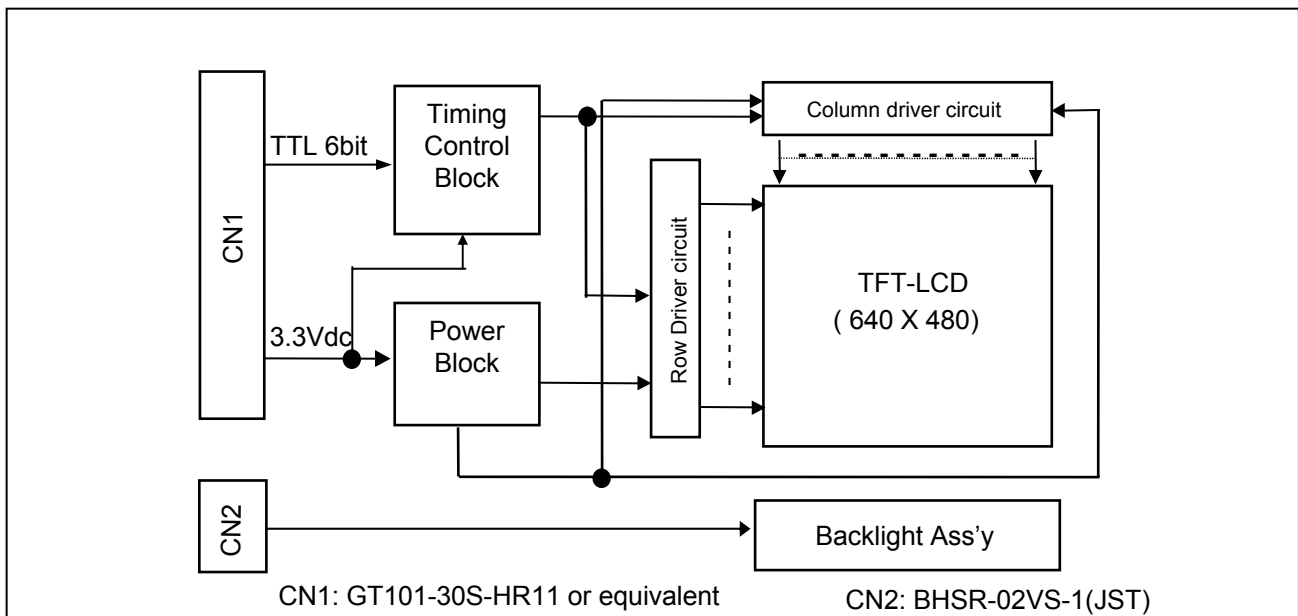 CN1
TTL 6bit
3.3Vdc
Timing
Control
Block
Power
Block
Row Driver circuit
Column driver circuit
TFT-LCD
( 640 X 480)
CN2
Backlight Ass’y
CN1: GT101-30S-HR11 or equivalent
CN2: BHSR-02VS-1(JST)